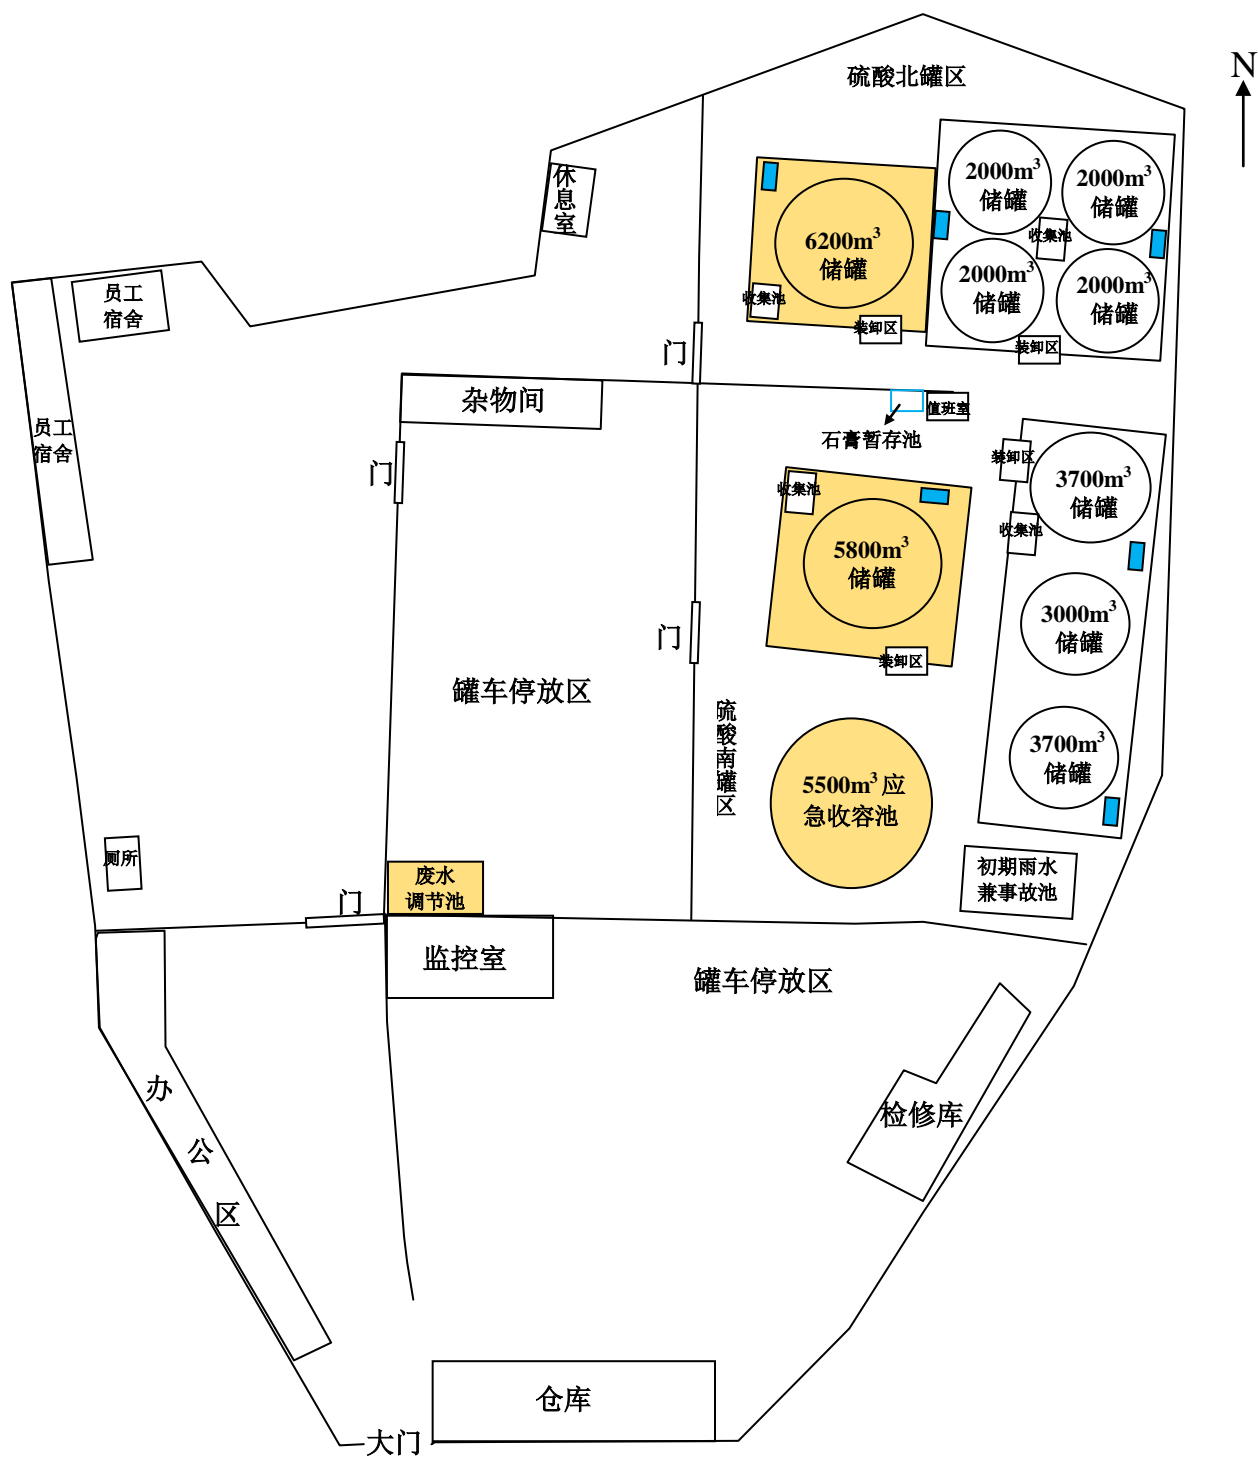 硫酸北罐区
N
2000m³
储罐
2000m³
储罐
休
息
室
6200m³
储罐
收集池
2000m³
储罐
2000m³
储罐
员工
宿舍
收集池
装卸区
装卸区
门
杂物间
值班室
石膏暂存池
员工
宿舍
门
装卸区
3700m³
储罐
收集池
收集池
5800m³
储罐
3000m³
储罐
门
装卸区
罐车停放区
硫
酸
南
罐
区
3700m³
储罐
5500m³ 应
急收容池
厕所
初期雨水
兼事故池
废水
调节池
门
监控室
罐车停放区
办
公
区
检修库
仓库
大门